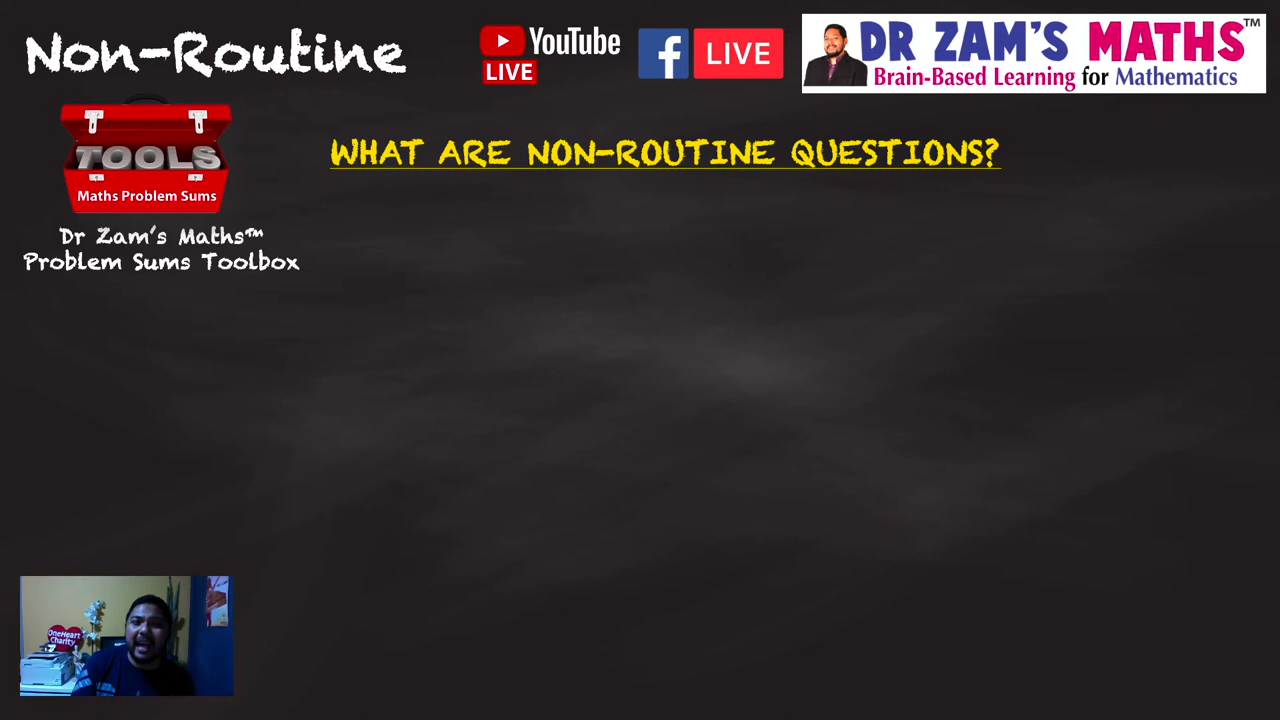 Non-Routine
YouTube
LIVE
f
LIVE
DR ZAM'S MATHS™
Brain-Based Learning for Mathematics
TOOLS
Maths Problem Sums
Dr Zam's Maths™
Problem Sums Toolbox
WHAT ARE NON-ROUTINE QUESTIONS?
OneHeart
Charity